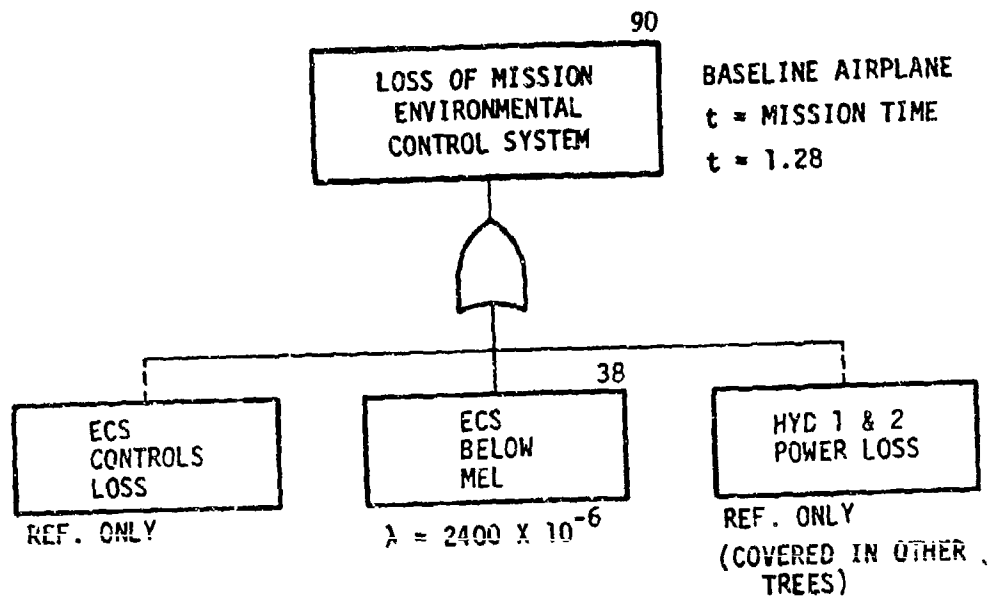 90
LOSS OF MISSION
ENVIRONMENTAL
CONTROL SYSTEM
BASELINE AIRPLANE
t = MISSION TIME
t = 1.28
ECS
CONTROLS
LOSS
REF. ONLY
38
ECS
BELOW
MEL
λ = 2400 X 10⁻⁶
HYD 1 & 2
POWER LOSS
REF. ONLY
(COVERED IN OTHER
TREES)